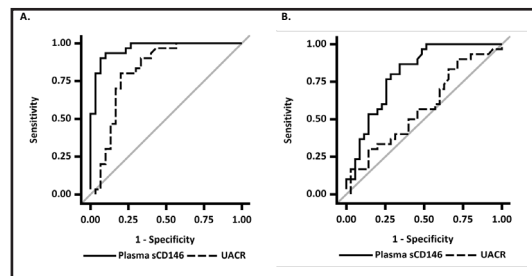 A.
B.
1.00
0.75
0.50
0.25
0.00
Sensitivity
0.00 0.25 0.50 0.75 1.00
1 - Specificity
Plasma sCD146 UACR
1.00
0.75
0.50
0.25
0.00
Sensitivity
0.00 0.25 0.50 0.75 1.00
1 - Specificity
Plasma sCD146 UACR